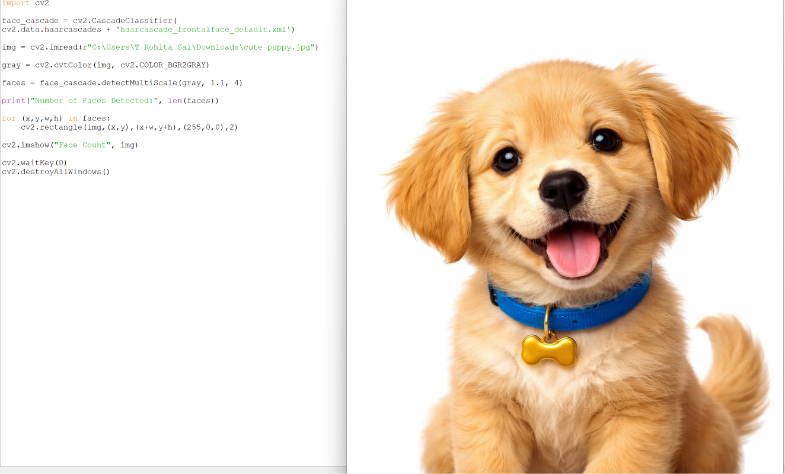 import cv2
face_cascade = cv2.CascadeClassifier(
cv2.data.haarcascades + 'haarcascade_frontalface_default.xml')
img = cv2.imread(r"C:\Users\T Rohita Sai\Downloads\cute puppy.jpg")
gray = cv2.cvtColor(img, cv2.COLOR_BGR2GRAY)
faces = face_cascade.detectMultiScale(gray, 1.1, 4)
print("Number of Faces Detected:", len(faces))
for (x,y,w,h) in faces:
    cv2.rectangle(img,(x,y),(x+w,y+h),(255,0,0),2)
cv2.imshow("Face Count", img)
cv2.waitKey(0)
cv2.destroyAllWindows()